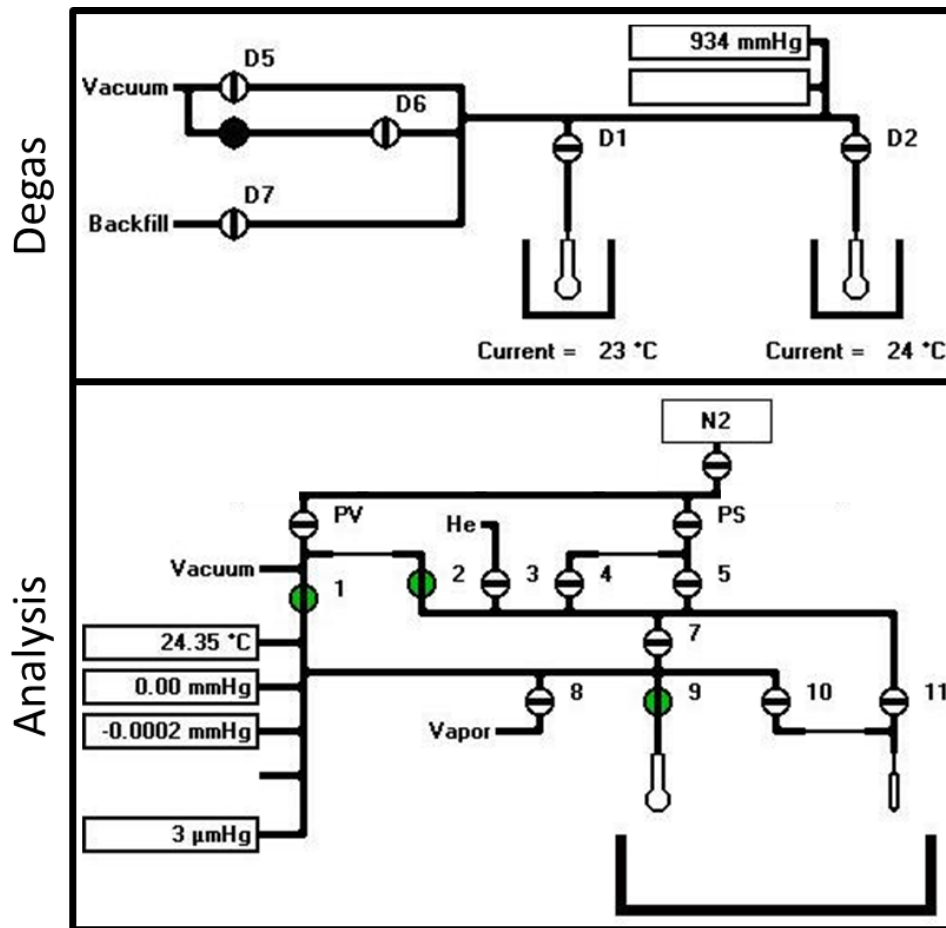 Degas
D5
Vacuum
D6
D7
Backfill
934 mmHg
D1
D2
Current = 23 °C
Current = 24 °C
Analysis
N2
PV
He
PS
Vacuum
1
2
3
4
5
24.35 °C
7
0.00 mmHg
8
9
10
11
-0.0002 mmHg
Vapor
3 µmHg